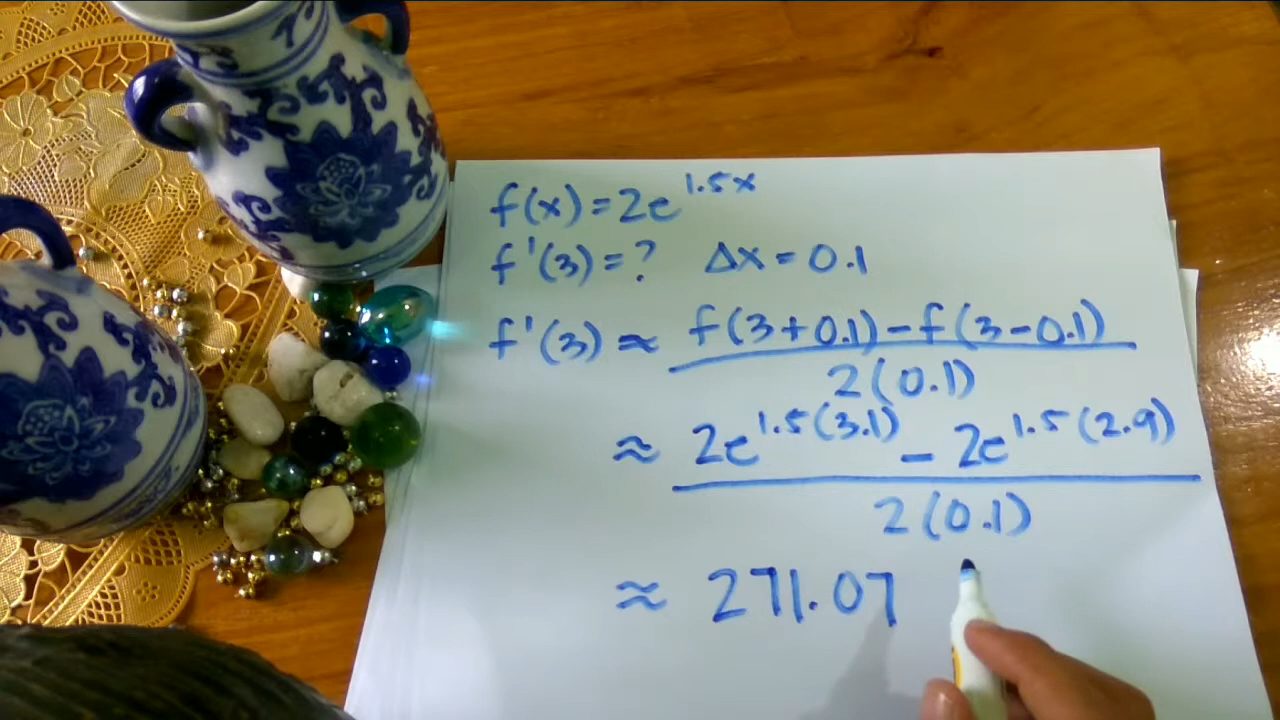 f(x)=2e^1.5x
f'(3)=? Δx=0.1
f'(3)≈ f(3+0.1)-f(3-0.1)
2(0.1)
≈ 2e^1.5(3.1) - 2e^1.5(2.9)
2(0.1)
≈ 271.07